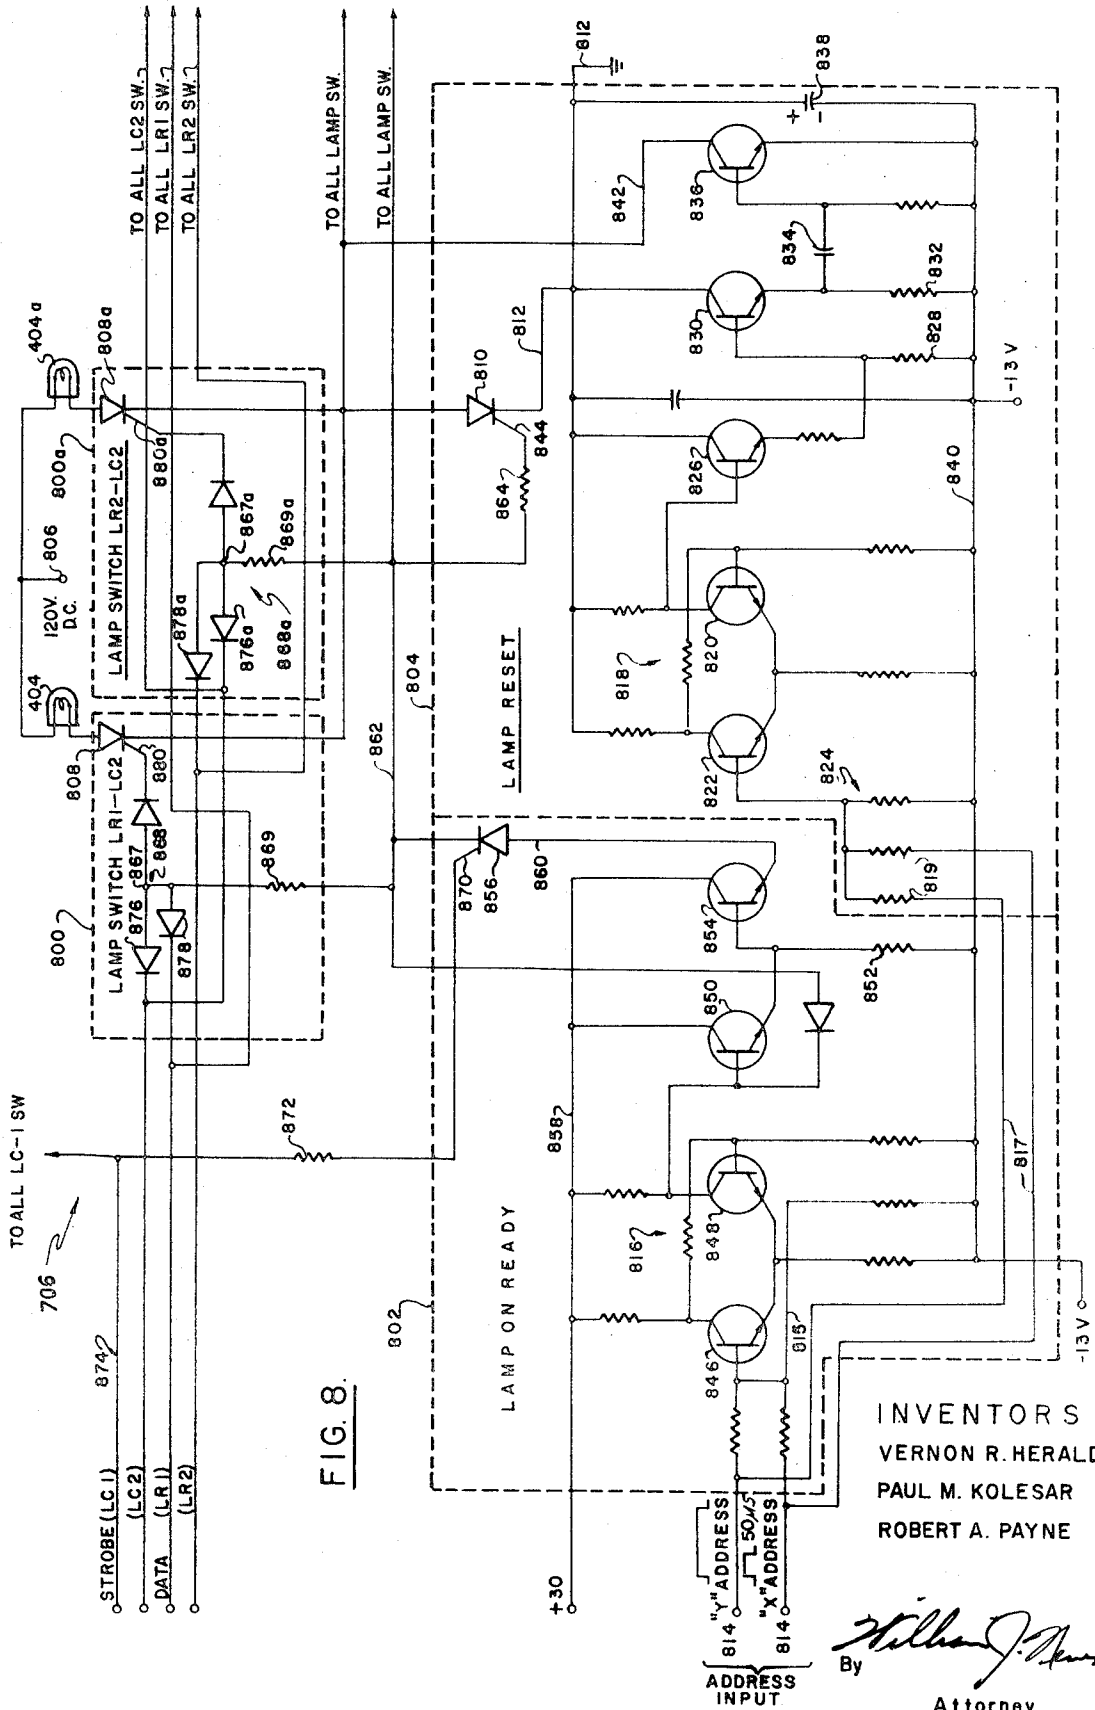 TO ALL LC2 SW.
TO ALL LR1 SW.
TO ALL LR2 SW.
TO ALL LAMP SW.
TO ALL LAMP SW.
404a
808a
800a
LAMP SWITCH LR2-LC2
880a
867a
869a
878a
876a
868a
806
120V.
D.C.
404
808
800
LAMP SWITCH LR1-LC2
880
867
868
876
878
869
862
804
LAMP RESET
812
838
+
-
842
836
834
832
830
828
812
810
844
864
826
-13 V
840
820
818
822
824
819
817
870
856
860
854
852
850
858
848
816
846
815
-13 V
802
LAMP ON READY
872
TO ALL LC-1 SW
706
874
STROBE (LC1)
(LC2)
DATA (LR1)
(LR2)
FIG. 8.
+30
"Y" ADDRESS
50μS
"X" ADDRESS
814
814
ADDRESS
INPUT
INVENTORS
VERNON R. HERALD
PAUL M. KOLESAR
ROBERT A. PAYNE
By William J.
Attorney